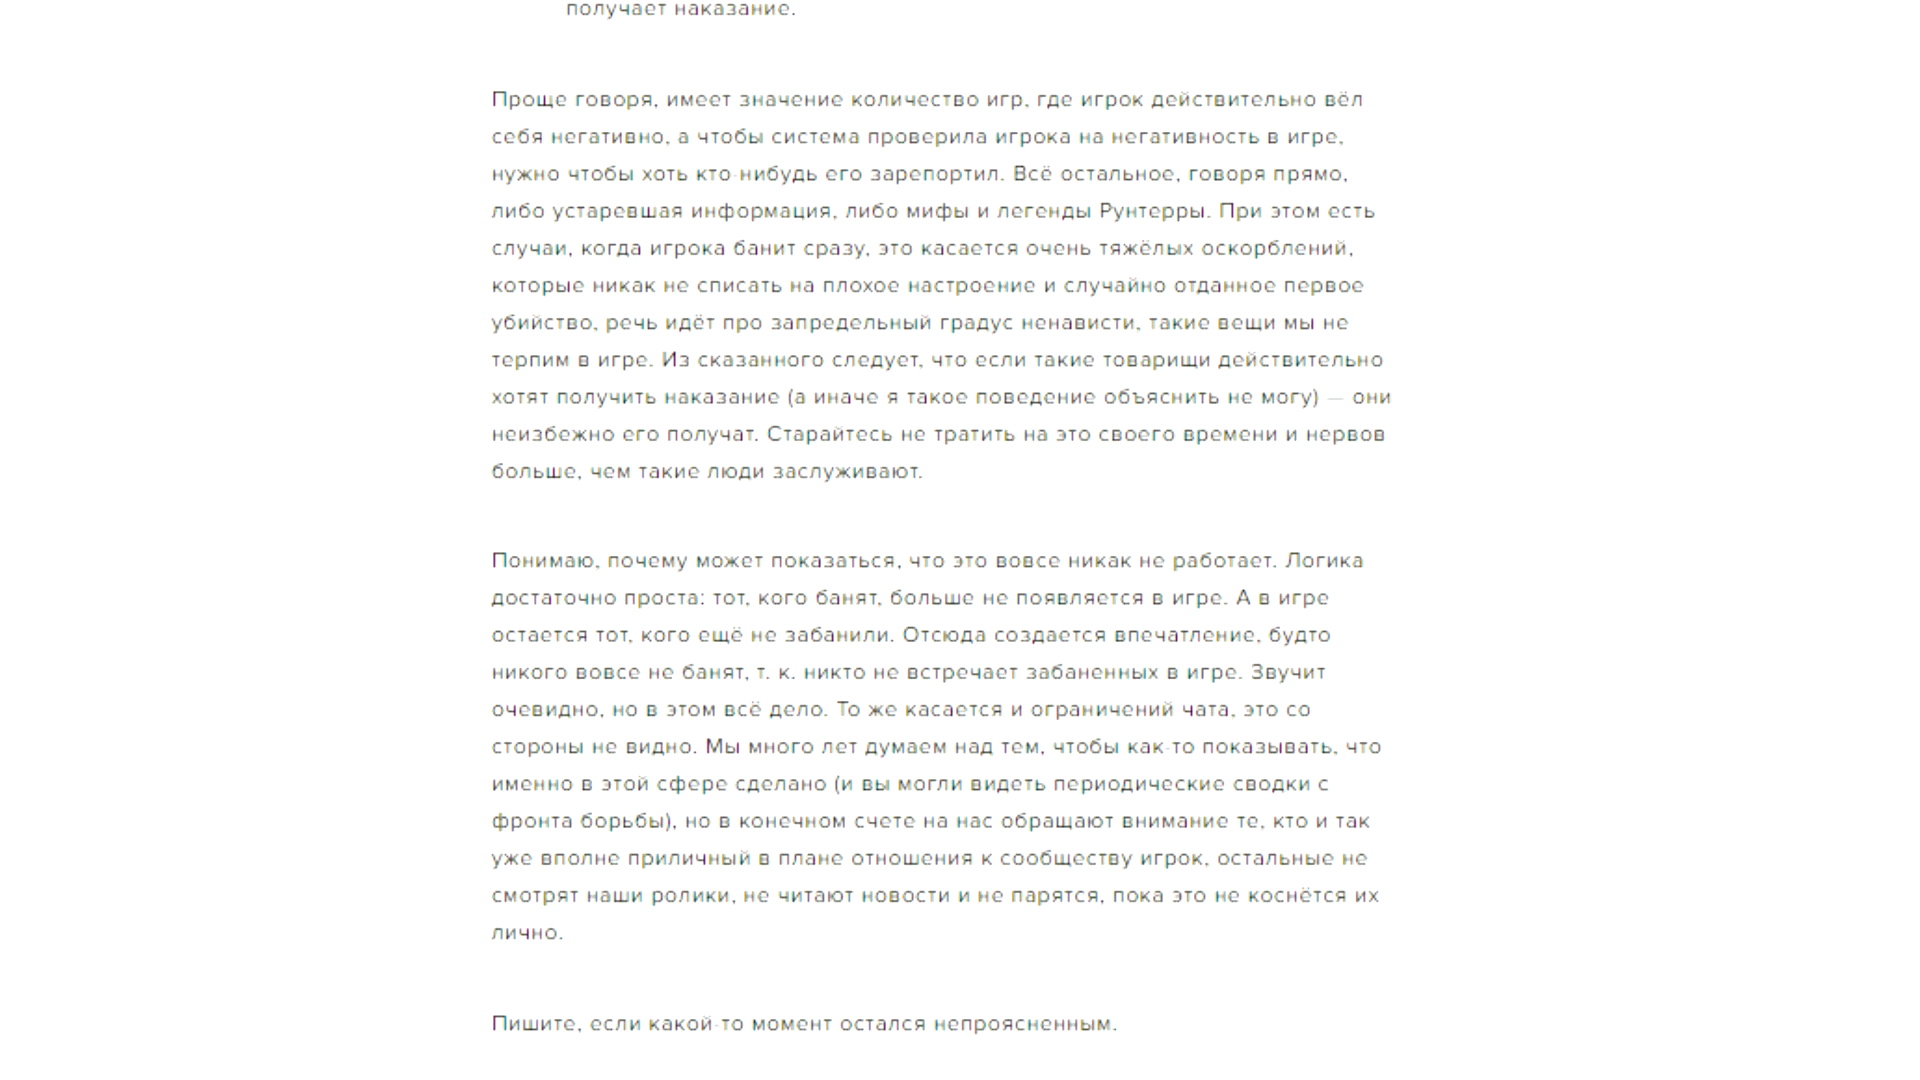 получает наказание.
Проще говоря, имеет значение количество игр, где игрок действительно вёл
себя негативно, а чтобы система проверила игрока на негативность в игре,
нужно чтобы хоть кто-нибудь его зарепортил. Всё остальное, говоря прямо,
либо устаревшая информация, либо мифы и легенды Рунтерры. При этом есть
случаи, когда игрока банит сразу, это касается очень тяжёлых оскорблений,
которые никак не списать на плохое настроение и случайно отданное первое
убийство, речь идёт про запредельный градус ненависти, такие вещи мы не
терпим в игре. Из сказанного следует, что если такие товарищи действительно
хотят получить наказание (а иначе я такое поведение объяснить не могу) — они
неизбежно его получат. Старайтесь не тратить на это своего времени и нервов
больше, чем такие люди заслуживают.
Понимаю, почему может показаться, что это вовсе никак не работает. Логика
достаточно проста: тот, кого банят, больше не появляется в игре. А в игре
остается тот, кого ещё не забанили. Отсюда создается впечатление, будто
никого вовсе не банят, т. к. никто не встречает забаненных в игре. Звучит
очевидно, но в этом всё дело. То же касается и ограничений чата, это со
стороны не видно. Мы много лет думаем над тем, чтобы как-то показывать, что
именно в этой сфере сделано (и вы могли видеть периодические сводки с
фронта борьбы), но в конечном счете на нас обращают внимание те, кто и так
уже вполне приличный в плане отношения к сообществу игрок, остальные не
смотрят наши ролики, не читают новости и не парятся, пока это не коснётся их
лично.
Пишите, если какой-то момент остался непроясненным.